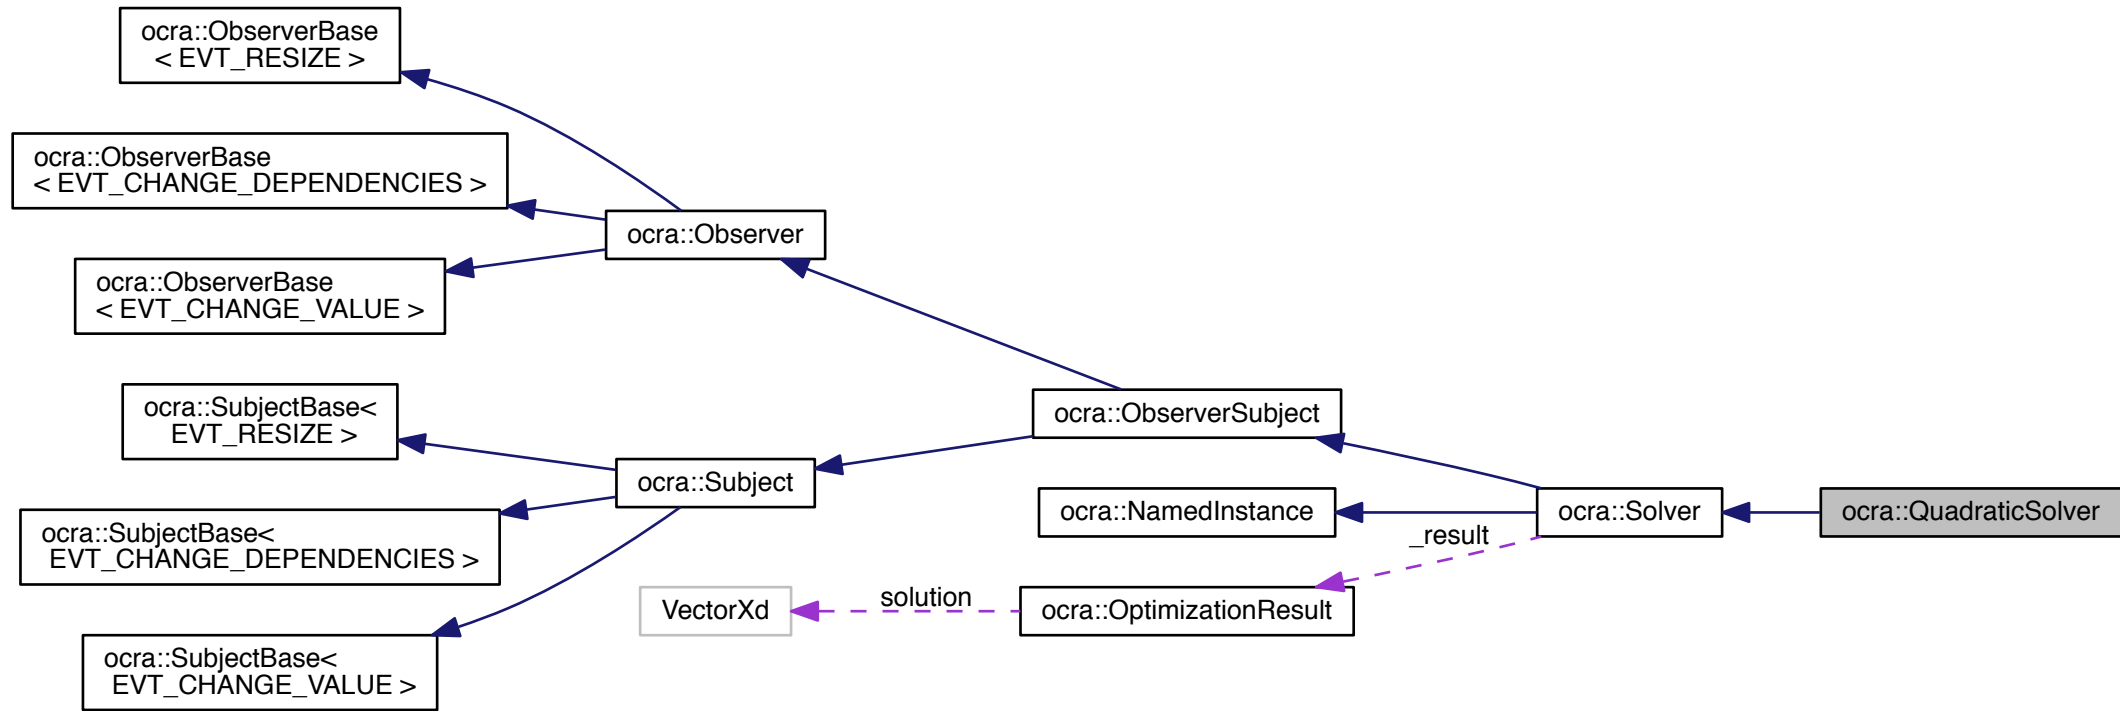 ocra::ObserverBase
< EVT_RESIZE >
ocra::ObserverBase
< EVT_CHANGE_DEPENDENCIES >
ocra::Observer
ocra::ObserverBase
< EVT_CHANGE_VALUE >
ocra::SubjectBase<
EVT_RESIZE >
ocra::ObserverSubject
ocra::Subject
ocra::NamedInstance
ocra::Solver
ocra::QuadraticSolver
ocra::SubjectBase<
EVT_CHANGE_DEPENDENCIES >
_result
solution
VectorXd
ocra::OptimizationResult
ocra::SubjectBase<
EVT_CHANGE_VALUE >